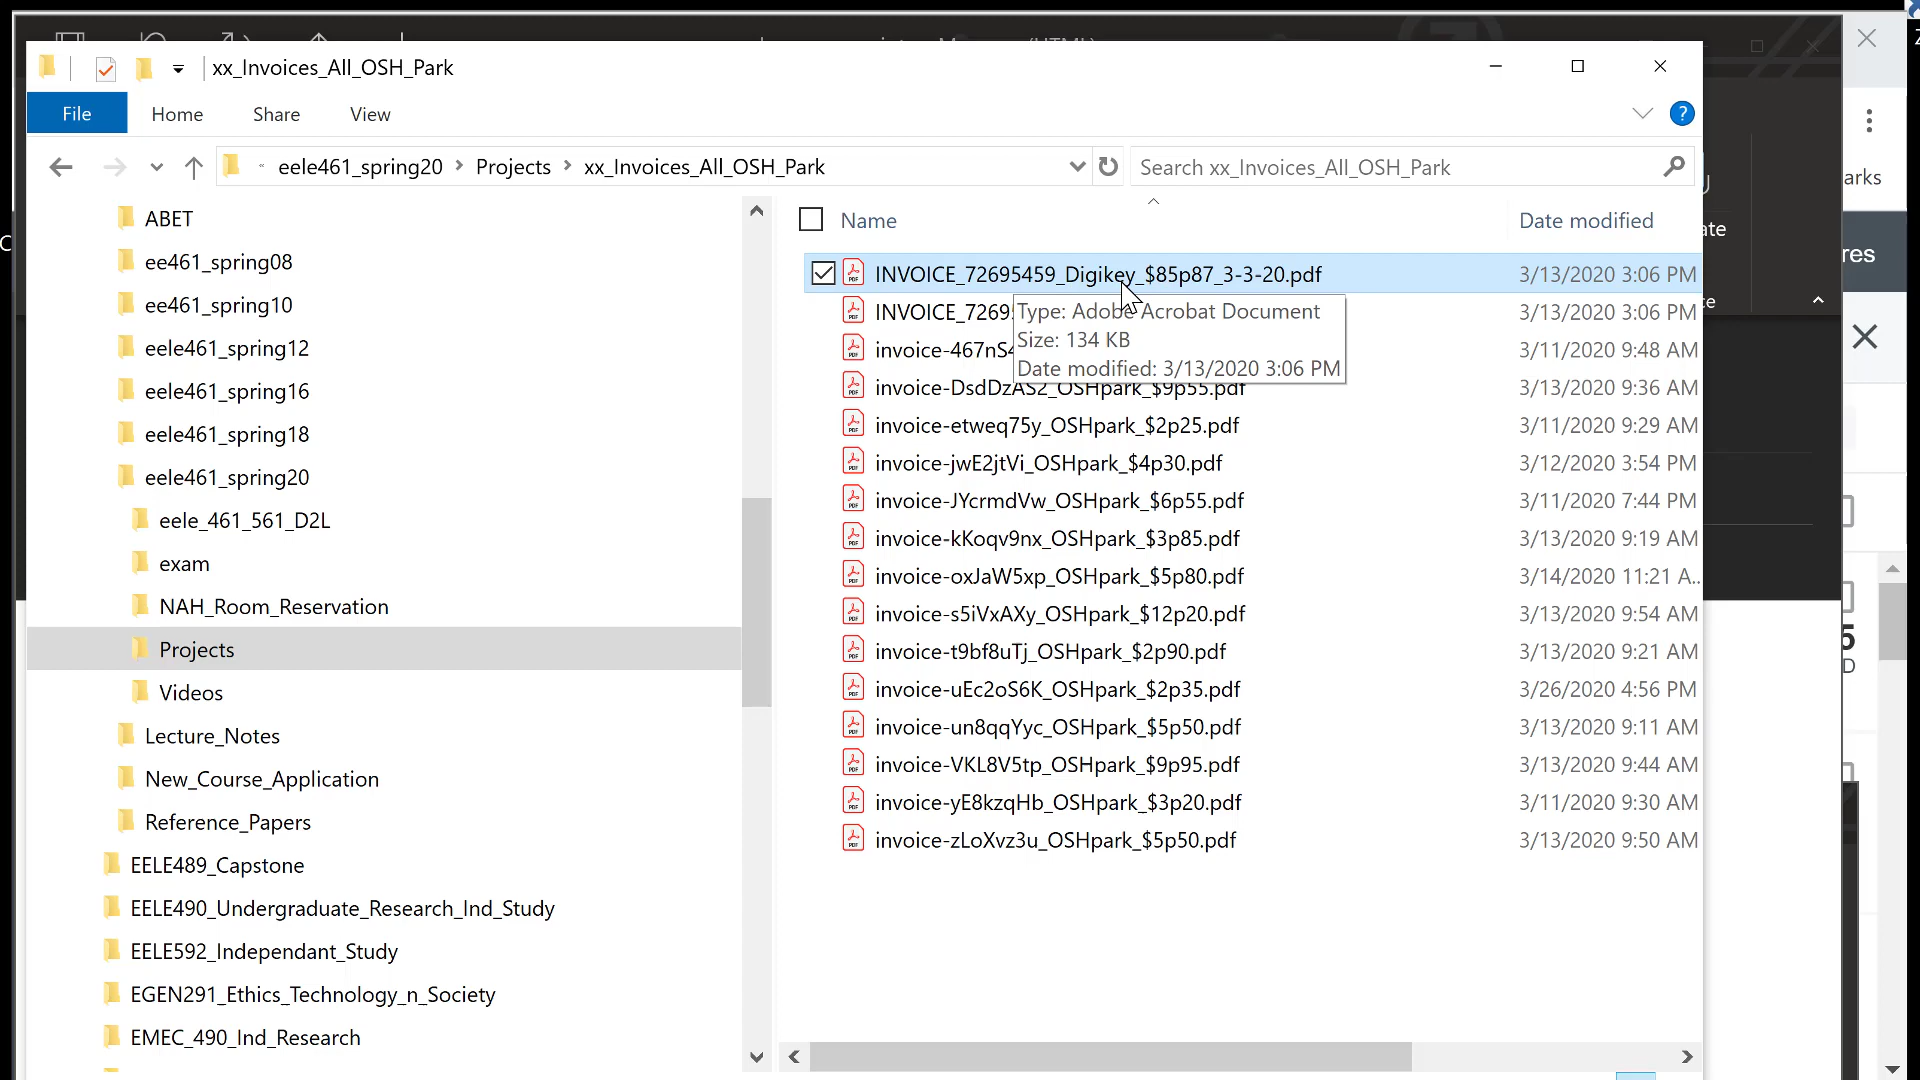 xx_Invoices_All_OSH_Park
File
Home
Share
View
?
eele461_spring20 > Projects > xx_Invoices_All_OSH_Park
Search xx_Invoices_All_OSH_Park
ABET
ee461_spring08
ee461_spring10
eele461_spring12
eele461_spring16
eele461_spring18
eele461_spring20
eele_461_561_D2L
exam
NAH_Room_Reservation
Projects
Videos
Lecture_Notes
New_Course_Application
Reference_Papers
EELE489_Capstone
EELE490_Undergraduate_Research_Ind_Study
EELE592_Independant_Study
EGEN291_Ethics_Technology_n_Society
EMEC_490_Ind_Research
Name Date modified
INVOICE_72695459_Digikey_$85p87_3-3-20.pdf 3/13/2020 3:06 PM
INVOICE_7269 3/13/2020 3:06 PM
Type: Adobe Acrobat Document
Size: 134 KB
Date modified: 3/13/2020 3:06 PM
invoice-467nS 3/11/2020 9:48 AM
invoice-DsdDzAS2_OSHpark_$9p55.pdf 3/13/2020 9:36 AM
invoice-etweq75y_OSHpark_$2p25.pdf 3/11/2020 9:29 AM
invoice-jwE2jtVi_OSHpark_$4p30.pdf 3/12/2020 3:54 PM
invoice-JYcrmdVw_OSHpark_$6p55.pdf 3/11/2020 7:44 PM
invoice-kKoqv9nx_OSHpark_$3p85.pdf 3/13/2020 9:19 AM
invoice-oxJaW5xp_OSHpark_$5p80.pdf 3/14/2020 11:21 A...
invoice-s5iVxAXy_OSHpark_$12p20.pdf 3/13/2020 9:54 AM
invoice-t9bf8uTj_OSHpark_$2p90.pdf 3/13/2020 9:21 AM
invoice-uEc2oS6K_OSHpark_$2p35.pdf 3/26/2020 4:56 PM
invoice-un8qqYyc_OSHpark_$5p50.pdf 3/13/2020 9:11 AM
invoice-VKL8V5tp_OSHpark_$9p95.pdf 3/13/2020 9:44 AM
invoice-yE8kzqHb_OSHpark_$3p20.pdf 3/11/2020 9:30 AM
invoice-zLoXvz3u_OSHpark_$5p50.pdf 3/13/2020 9:50 AM
arks
ate
res